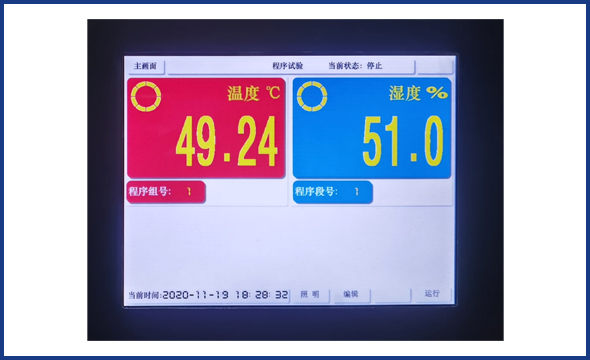 主画面 程序试验 当前状态：停止
温度 ℃ 湿度 %
49.24 51.0
程序组号： 1 程序段号： 1
当前时间:2020-11-19 18:28:32 照 明 编辑 运行